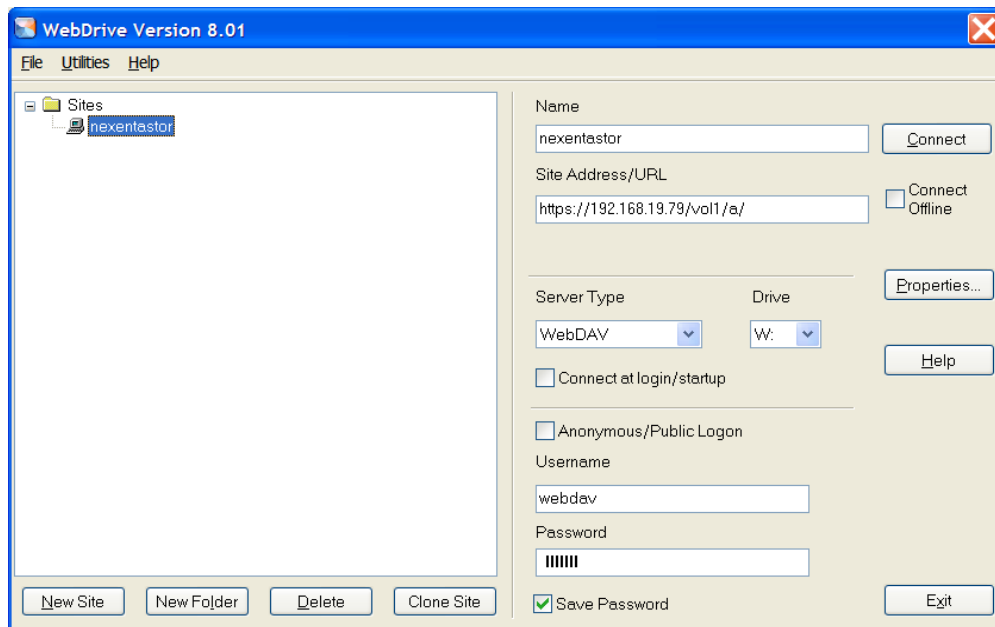 WebDrive Version 8.01
File Utilities Help
Sites
nexentastor
Name
nexentastor
Connect
Site Address/URL
https://192.168.19.79/vol1/a/
Connect
Offline
Properties...
Server Type Drive
WebDAV W:
Help
Connect at login/startup
Anonymous/Public Logon
Username
webdav
Password
Save Password
New Site New Folder Delete Clone Site
Exit